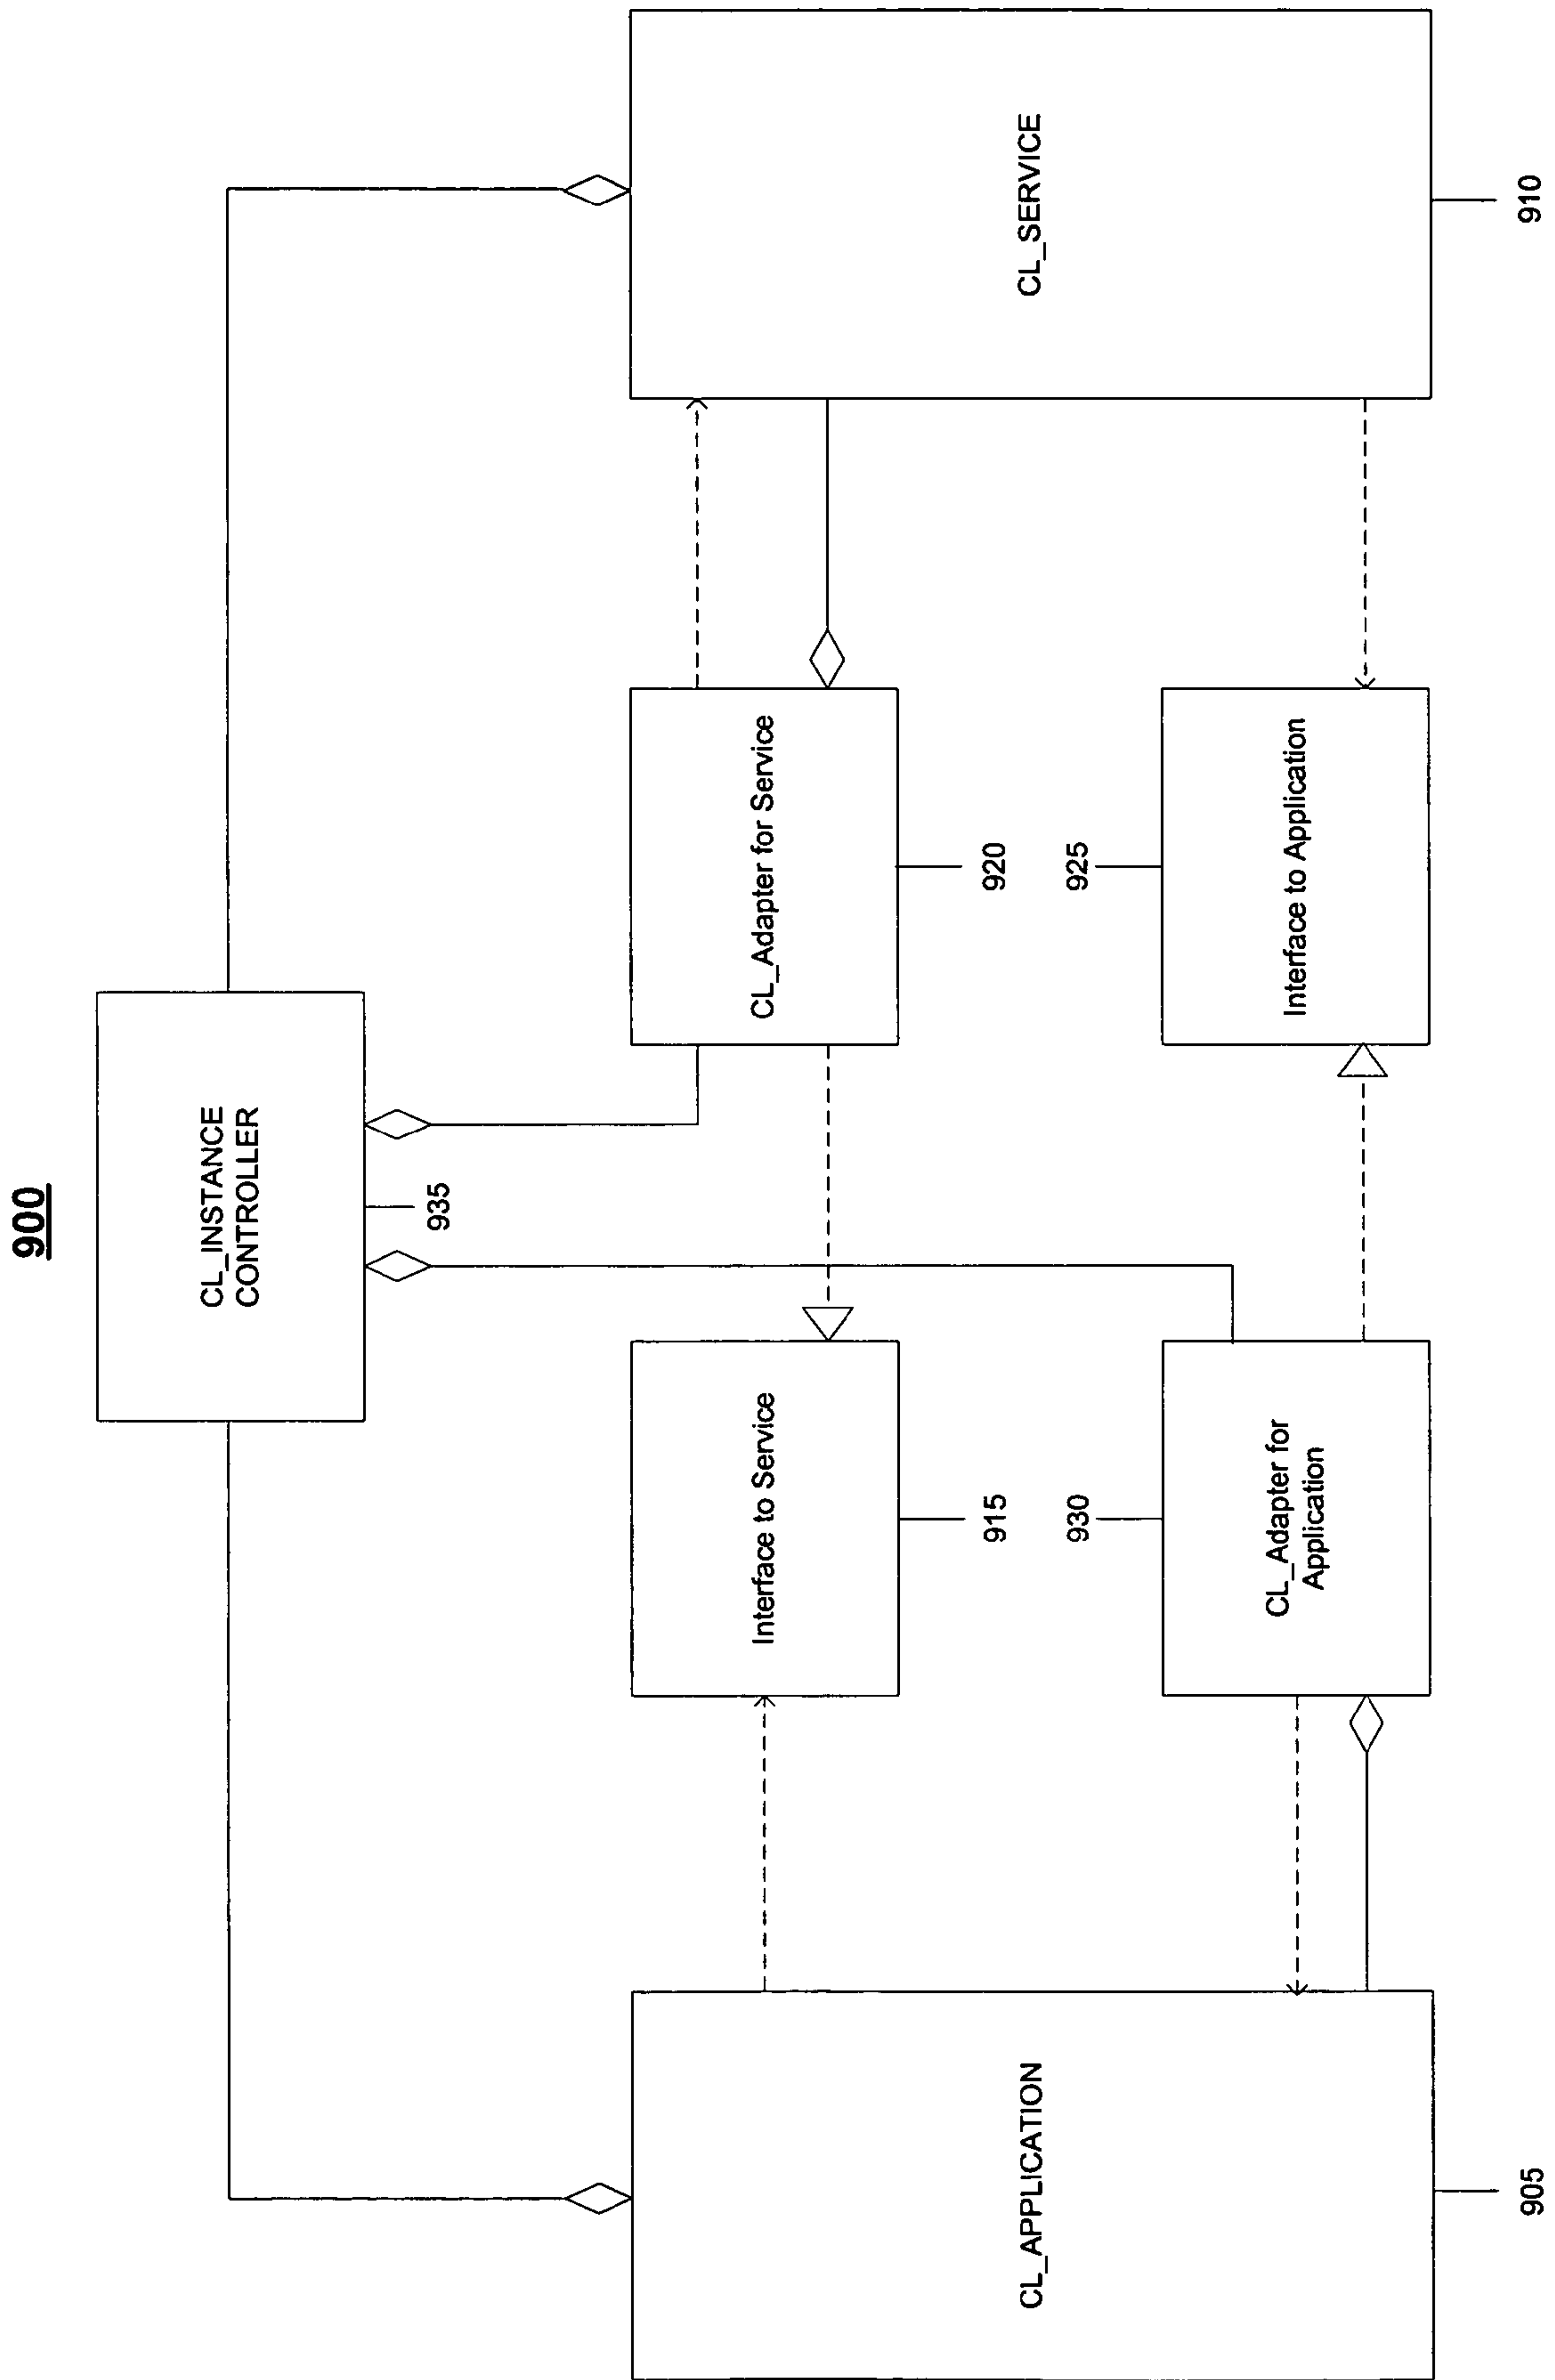 900
CL_INSTANCE
CONTROLLER
935
CL_APPLICATION
905
Interface to Service
915
CL_Adapter for Service
920
CL_SERVICE
910
930
CL_Adapter for
Application
925
Interface to Application